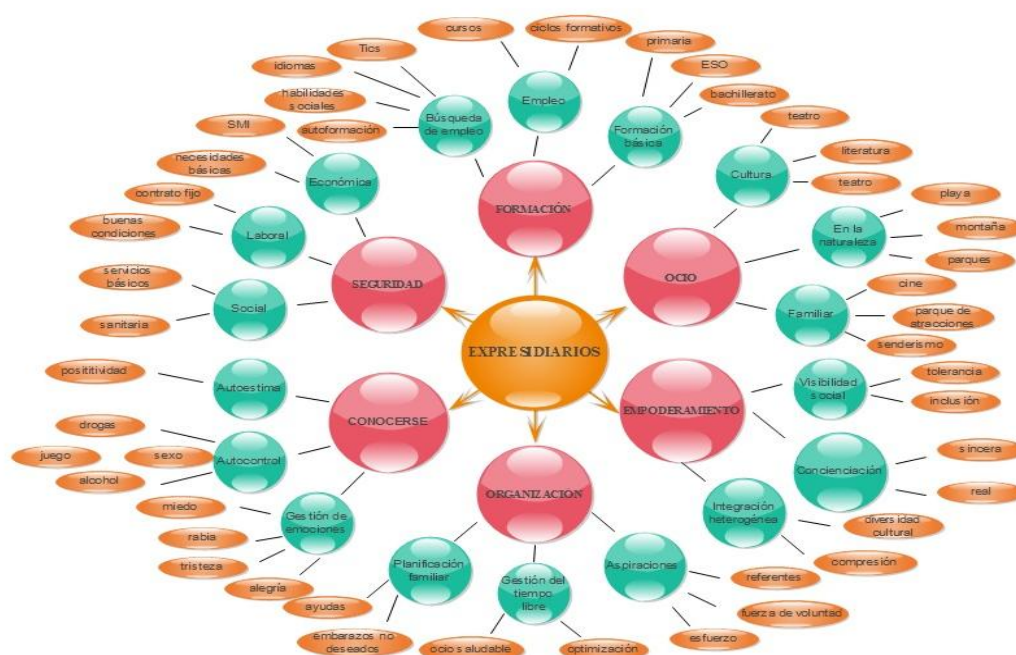 EXPRESIDIARIOS
FORMACIÓN
Búsqueda
de empleo
Tics
idiomas
habilidades
sociales
autoformación
Empleo
cursos
ciclos formativos
Formación
básica
primaria
ESO
bachillerato
OCIO
Cultura
teatro
literatura
teatro
En la
naturaleza
playa
montaña
parques
Familiar
cine
parque de
atracciones
senderismo
EMPODERAMIENTO
Visibilidad
social
tolerancia
inclusión
Concienciación
sincera
real
Integración
heterogénea
diversidad
cultural
compresión
ORGANIZACIÓN
Aspiraciones
referentes
fuerza de voluntad
esfuerzo
Gestión del
tiempo
libre
optimización
ocio saludable
Planificación
familiar
embarazos no
deseados
ayudas
CONOCERSE
Gestión de
emociones
alegría
tristeza
rabia
miedo
Autocontrol
drogas
juego
sexo
alcohol
Autoestima
posititividad
SEGURIDAD
Social
servicios
básicos
sanitaria
Laboral
contrato fijo
buenas
condiciones
Económica
SMI
necesidades
básicas